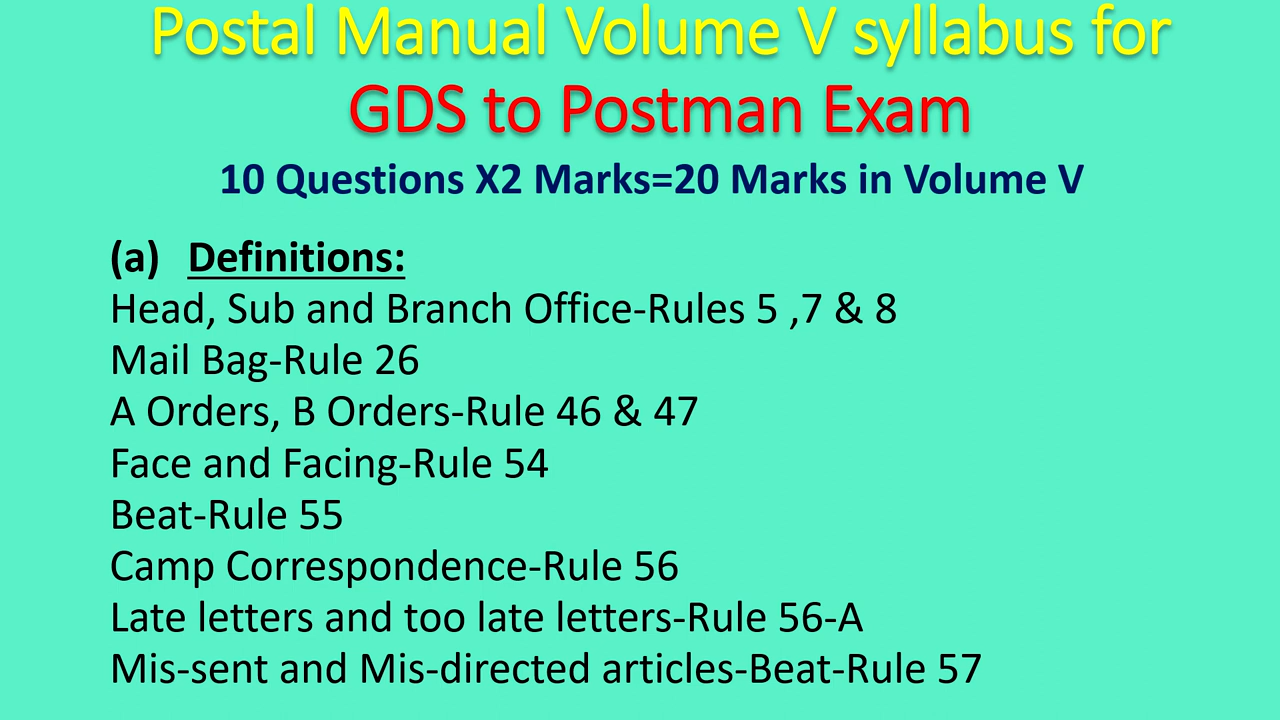 Postal Manual Volume V syllabus for
GDS to Postman Exam
10 Questions X2 Marks=20 Marks in Volume V
(a) Definitions:
Head, Sub and Branch Office-Rules 5 ,7 & 8
Mail Bag-Rule 26
A Orders, B Orders-Rule 46 & 47
Face and Facing-Rule 54
Beat-Rule 55
Camp Correspondence-Rule 56
Late letters and too late letters-Rule 56-A
Mis-sent and Mis-directed articles-Beat-Rule 57